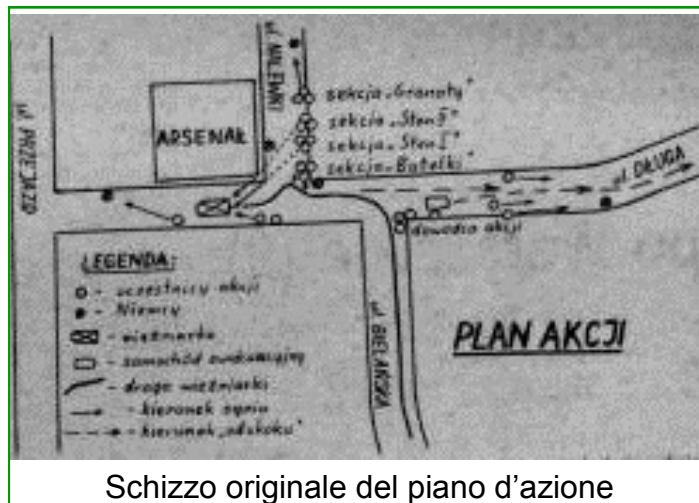 ul. NALEWKI
ul. PRZEJAZD
ARSENAŁ
sekcja „Granaty"
sekcja „Sten II"
sekcja „Sten I"
sekcja „Butelki"
ul. DŁUGA
dowódca akcji
LEGENDA:
- uczestnicy akcji
- Niemcy
- więźniarka
- samochód ewakuacyjny
- droga więźniarki
- kierunek ognia
- kierunek „odskoku"
ul. BIELAŃSKA
PLAN AKCJI
Schizzo originale del piano d'azione